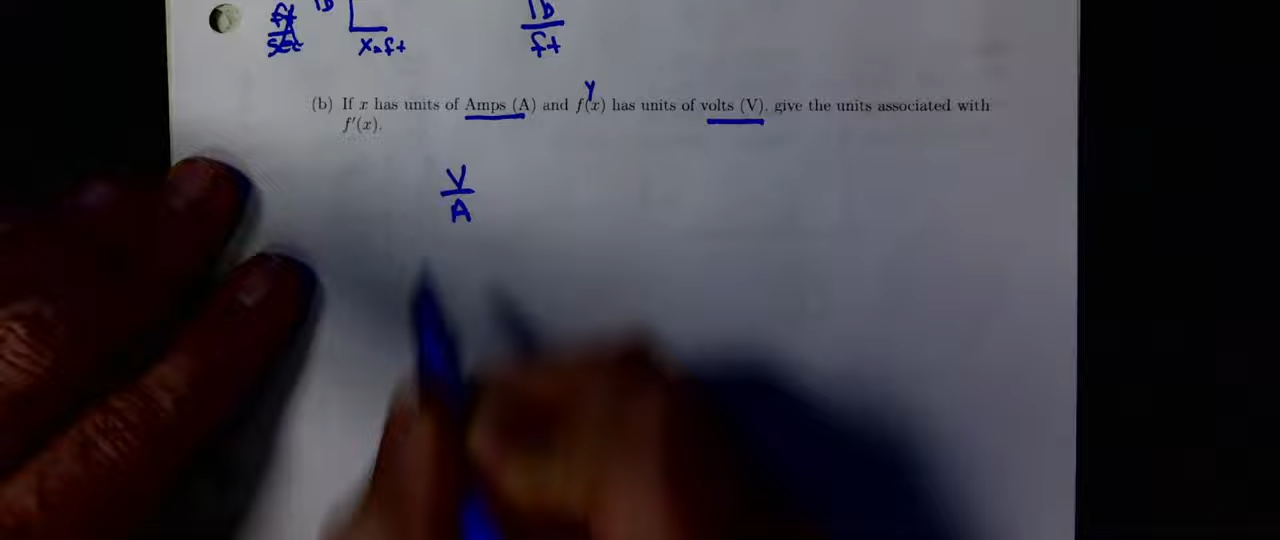 lb
ft
sec
x=ft
lb
ft
y
(b) If x has units of Amps (A) and f(x) has units of volts (V), give the units associated with
f'(x).
V
A